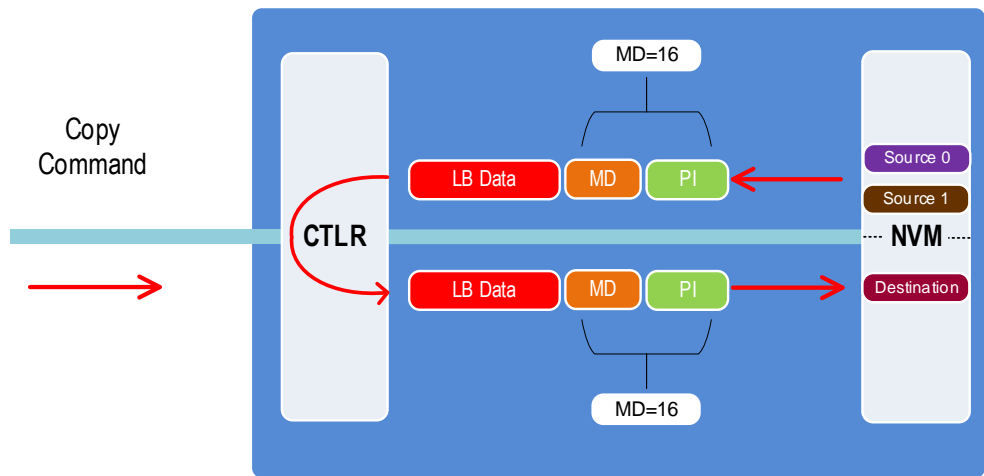 MD=16
Copy
Command
LB Data
MD
PI
Source 0
Source 1
CTLR
NVM
LB Data
MD
PI
Destination
MD=16